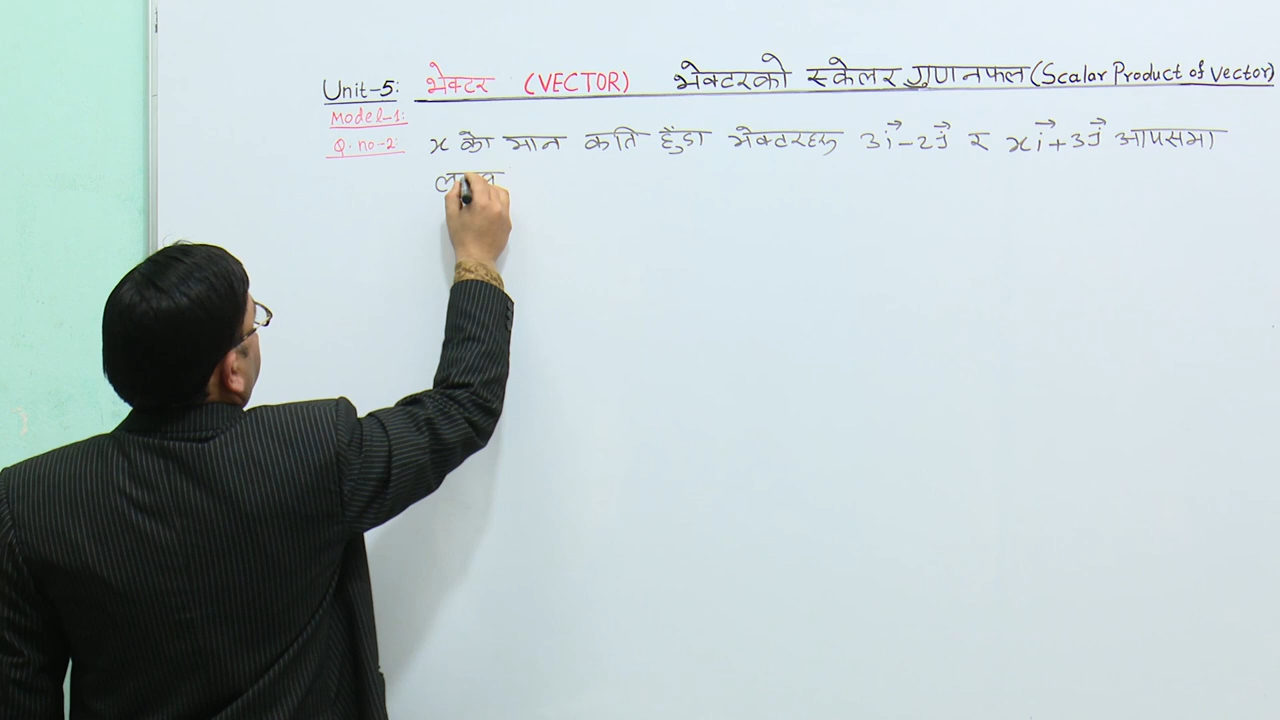 Unit-5: भेक्टर (VECTOR) भेक्टरको स्केलर गुणनफल (Scalar Product of Vector)
Model-1:
Q. no-2: x को मान कति हुँदा भेक्टरहरू 3i⃗-2j⃗ र xi⃗+3j⃗ आपसमा